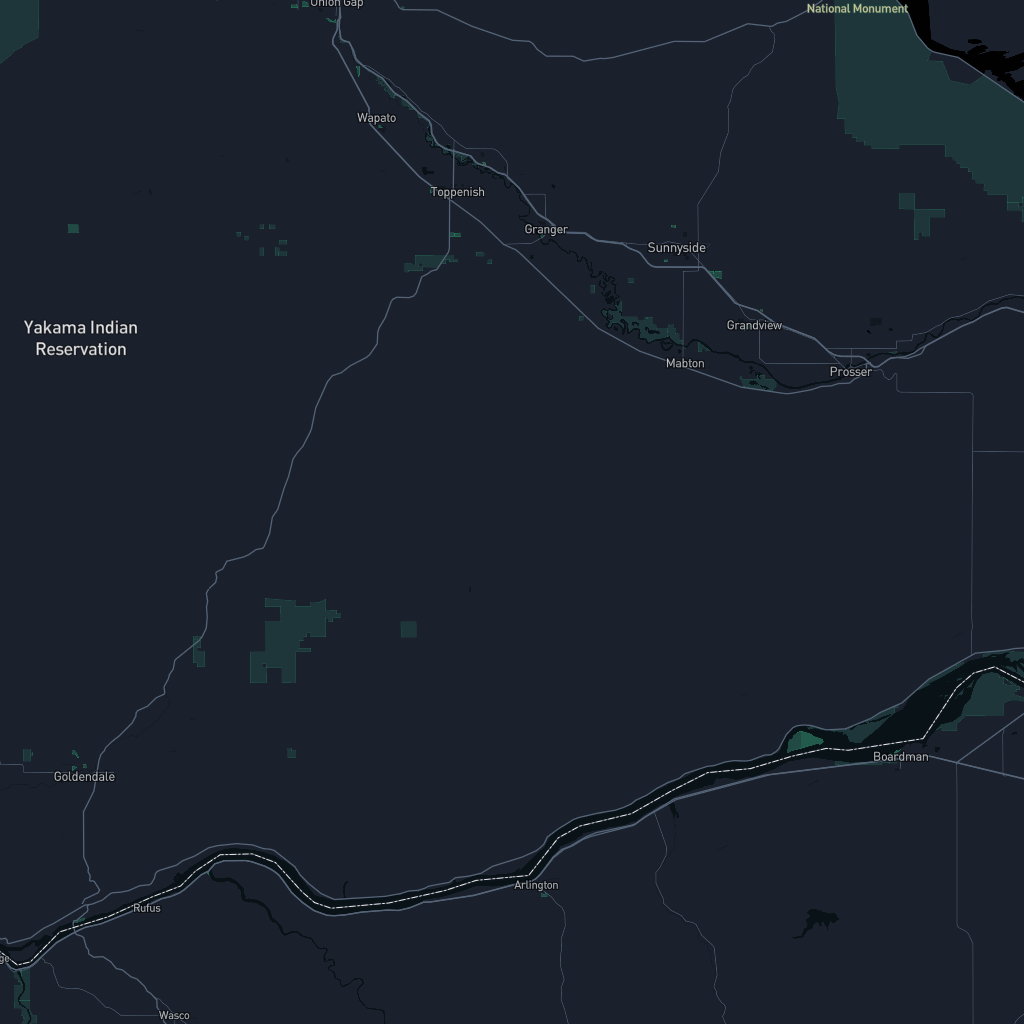 Union Gap
National Monument
Wapato
Toppenish
Granger
Sunnyside
Yakama Indian
Reservation
Grandview
Mabton
Prosser
Boardman
Goldendale
Arlington
Rufus
ge
Wasco